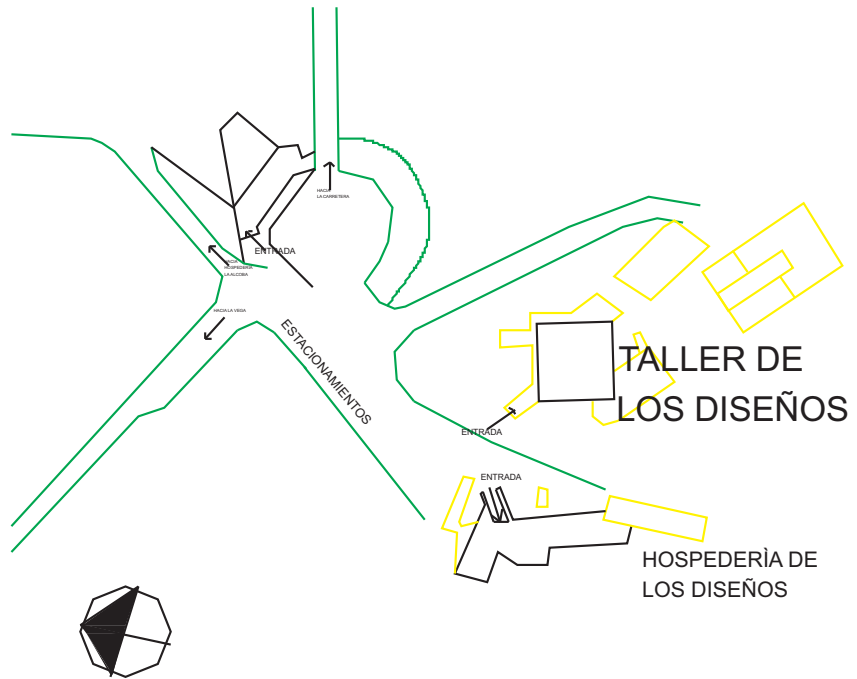 HACIA
LA CARRETERA
ENTRADA
HACIA
HOSPEDERIA
LA ALCOBA
HACIA LA VEGA
ESTACIONAMIENTOS
TALLER DE
LOS DISEÑOS
ENTRADA
ENTRADA
HOSPEDERÌA DE
LOS DISEÑOS